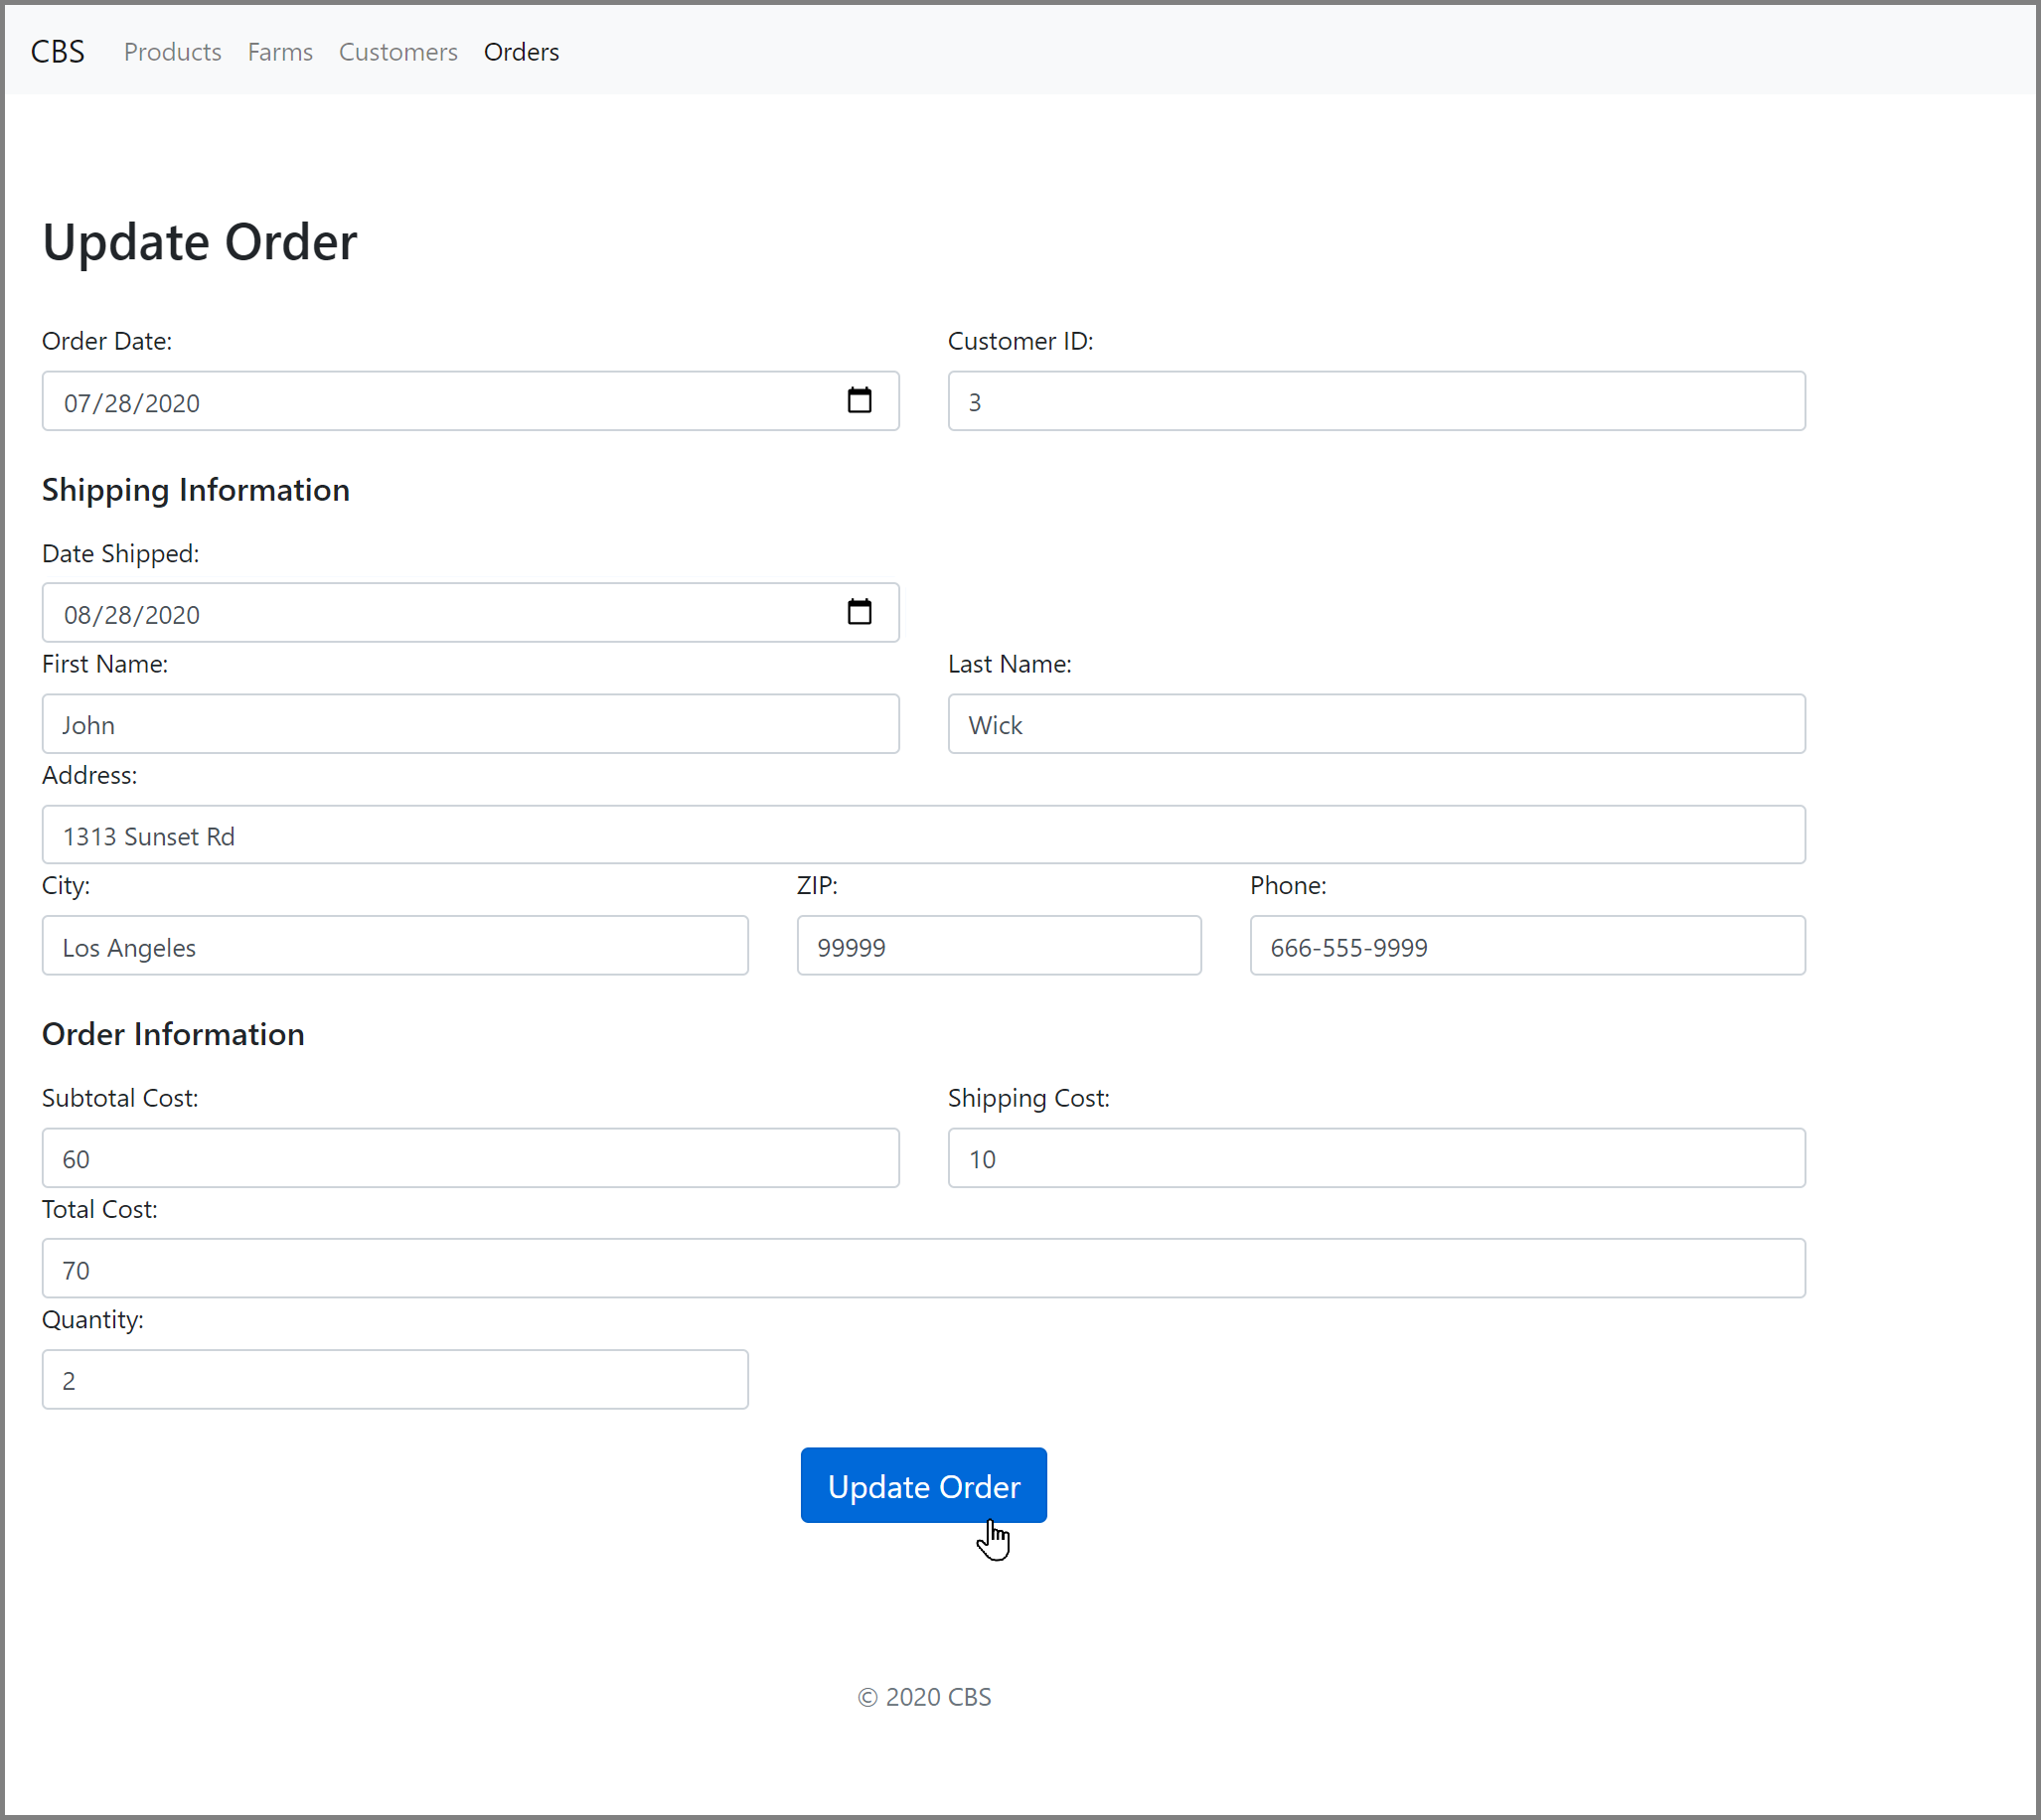 CBS Products Farms Customers Orders
Update Order
Order Date: Customer ID:
07/28/2020 3
Shipping Information
Date Shipped:
08/28/2020
First Name: Last Name:
John Wick
Address:
1313 Sunset Rd
City: ZIP: Phone:
Los Angeles 99999 666-555-9999
Order Information
Subtotal Cost: Shipping Cost:
60 10
Total Cost:
70
Quantity:
2
Update Order
© 2020 CBS